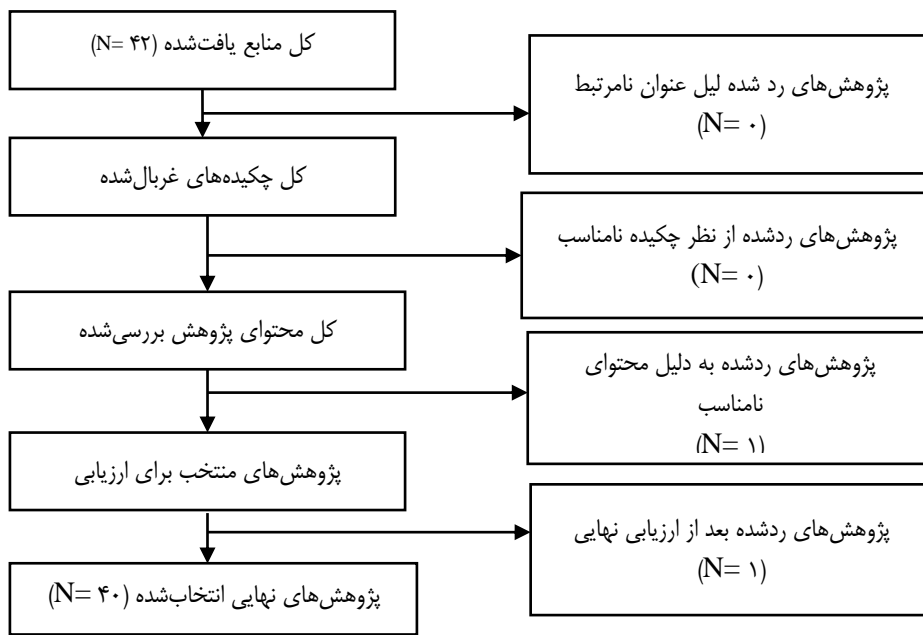 کل منابع یافت‌شده (N= ۴۲)
پژوهش‌های رد شده لیل عنوان نامرتبط
(N= ۰)
کل چکیده‌های غربال‌شده
پژوهش‌های ردشده از نظر چکیده نامناسب
(N= ۰)
کل محتوای پژوهش بررسی‌شده
پژوهش‌های ردشده به دلیل محتوای
نامناسب
(N= ۱)
پژوهش‌های منتخب برای ارزیابی
پژوهش‌های ردشده بعد از ارزیابی نهایی
(N= ۱)
پژوهش‌های نهایی انتخاب‌شده (N= ۴۰)